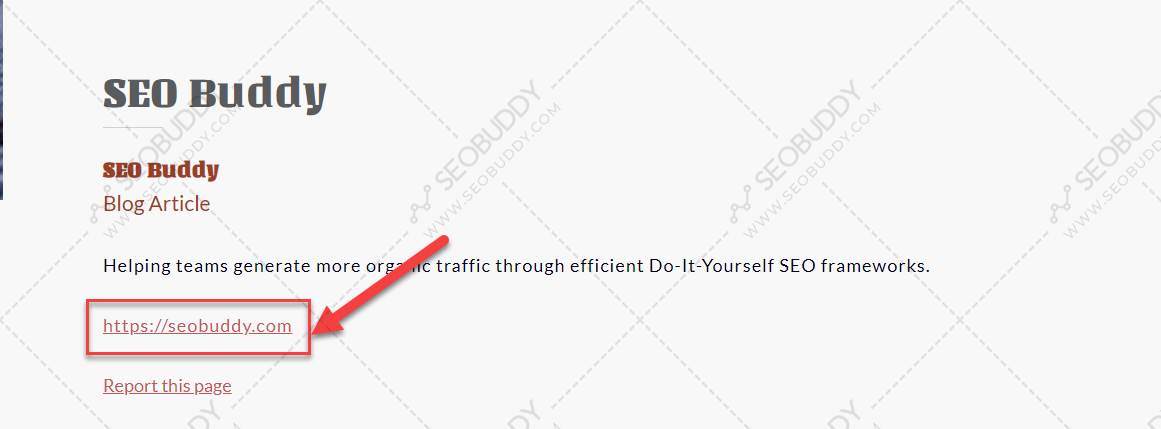 SEO Buddy
SEO Buddy
Blog Article
Helping teams generate more organic traffic through efficient Do-It-Yourself SEO frameworks.
https://seobuddy.com
Report this page
SEOBUDDY
WWW.SEOBUDDY.COM
SEOBUDDY
WWW.SEOBUDDY.COM
SEOBUDDY
WWW.SEOBUDDY.COM
SEOBUDDY
WWW.SEOBUDDY.COM